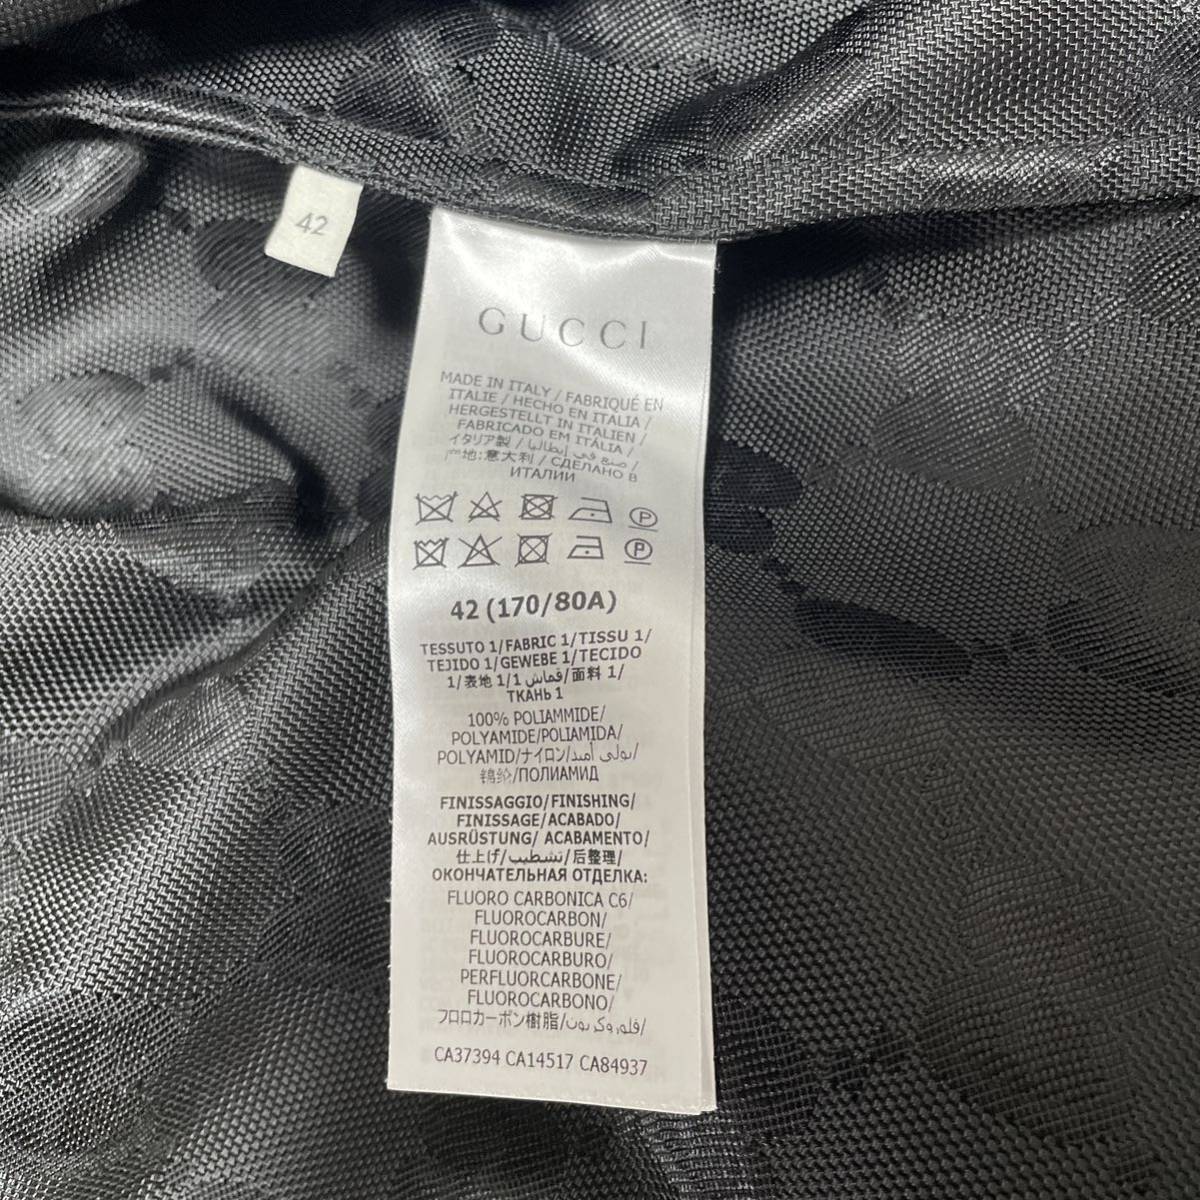 42
GUCCI
MADE IN ITALY / FABRIQUÉ EN
ITALIE / HECHO EN ITALIA /
HERGESTELLT IN ITALIEN /
FABRICADO EM ITÁLIA /
イタリア製 / صنع في إيطاليا /
产地:意大利 / СДЕЛАНО В
ИТАЛИИ
P
P
42 (170/80A)
TESSUTO 1/FABRIC 1/TISSU 1/
TEJIDO 1/GEWEBE 1/TECIDO
1/表地 1/قماش 1/面料 1/
ТКАНЬ 1
100% POLIAMMIDE/
POLYAMIDE/POLIAMIDA/
POLYAMID/ナイロン/بولي أميد/
锦纶/ПОЛИАМИД
FINISSAGGIO/FINISHING/
FINISSAGE/ACABADO/
AUSRÜSTUNG/ ACABAMENTO/
仕上げ/تشطيب/后整理/
ОКОНЧАТЕЛЬНАЯ ОТДЕЛКА:
FLUORO CARBONICA C6/
FLUOROCARBON/
FLUOROCARBURE/
FLUOROCARBURO/
PERFLUORCARBONE/
FLUOROCARBONO/
フロロカーボン樹脂/فلوروكربون/
CA37394 CA14517 CA84937